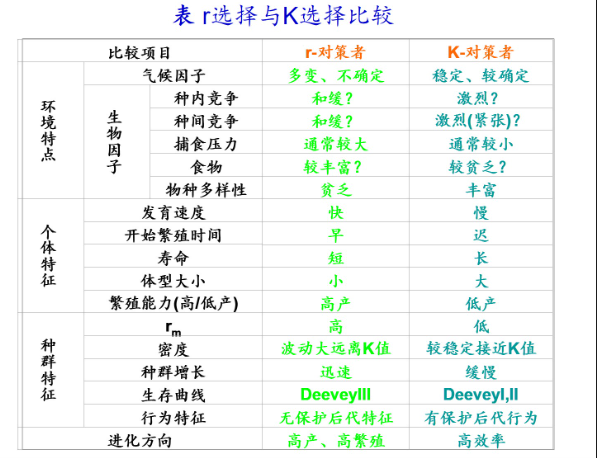 表 r选择与K选择比较
比较项目 r-对策者 K-对策者
环境特点
气候因子 多变、不确定 稳定、较确定
生物因子
种内竞争 和缓? 激烈?
种间竞争 和缓? 激烈(紧张)?
捕食压力 通常较大 通常较小
食物 较丰富? 较贫乏?
物种多样性 贫乏 丰富
个体特征
发育速度 快 慢
开始繁殖时间 早 迟
寿命 短 长
体型大小 小 大
繁殖能力(高/低产) 高产 低产
种群特征
rm 高 低
密度 波动大远离K值 较稳定接近K值
种群增长 迅速 缓慢
生存曲线 DeeveyIII DeeveyI,II
行为特征 无保护后代特征 有保护后代行为
进化方向 高产、高繁殖 高效率